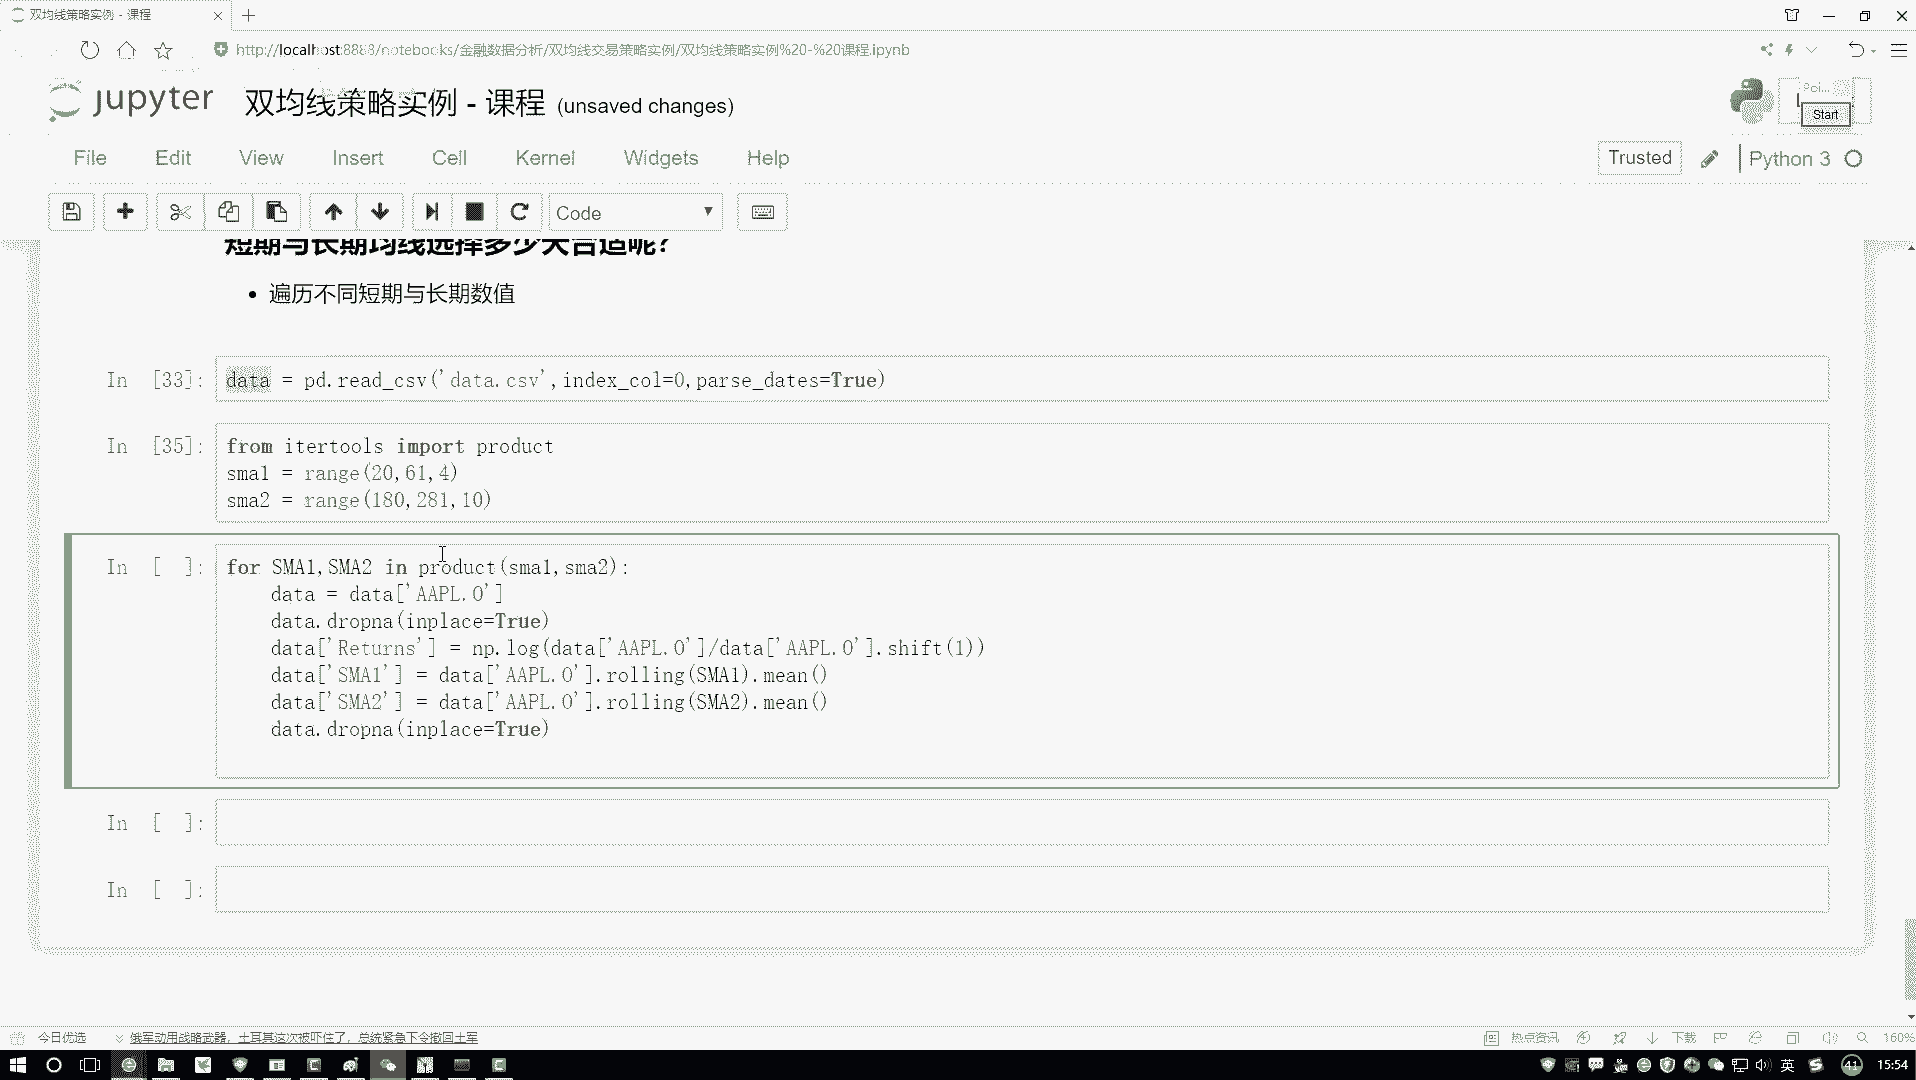 双均线策略实例 - 课程
http://localhost:8888/notebooks/金融数据分析/双均线交易策略实例/双均线策略实例%20-%20课程.ipynb
jupyter
双均线策略实例 - 课程 (unsaved changes)
Poi...
Start
File Edit View Insert Cell Kernel Widgets Help
Trusted
Python 3
Code
短期与长期均线选择多少天合适呢?
• 遍历不同短期与长期数值
In [33]: data = pd.read_csv('data.csv',index_col=0,parse_dates=True)
In [35]: from itertools import product
sma1 = range(20,61,4)
sma2 = range(180,281,10)
In [ ]: for SMA1,SMA2 in product(sma1,sma2):
data = data['AAPL.O']
data.dropna(inplace=True)
data['Returns'] = np.log(data['AAPL.O']/data['AAPL.O'].shift(1))
data['SMA1'] = data['AAPL.O'].rolling(SMA1).mean()
data['SMA2'] = data['AAPL.O'].rolling(SMA2).mean()
data.dropna(inplace=True)
In [ ]:
In [ ]:
今日优选
俄军动用战略武器，土耳其这次被吓住了，总统紧急下令撤回土军
热点资讯
下载
160%
英
41
15:54